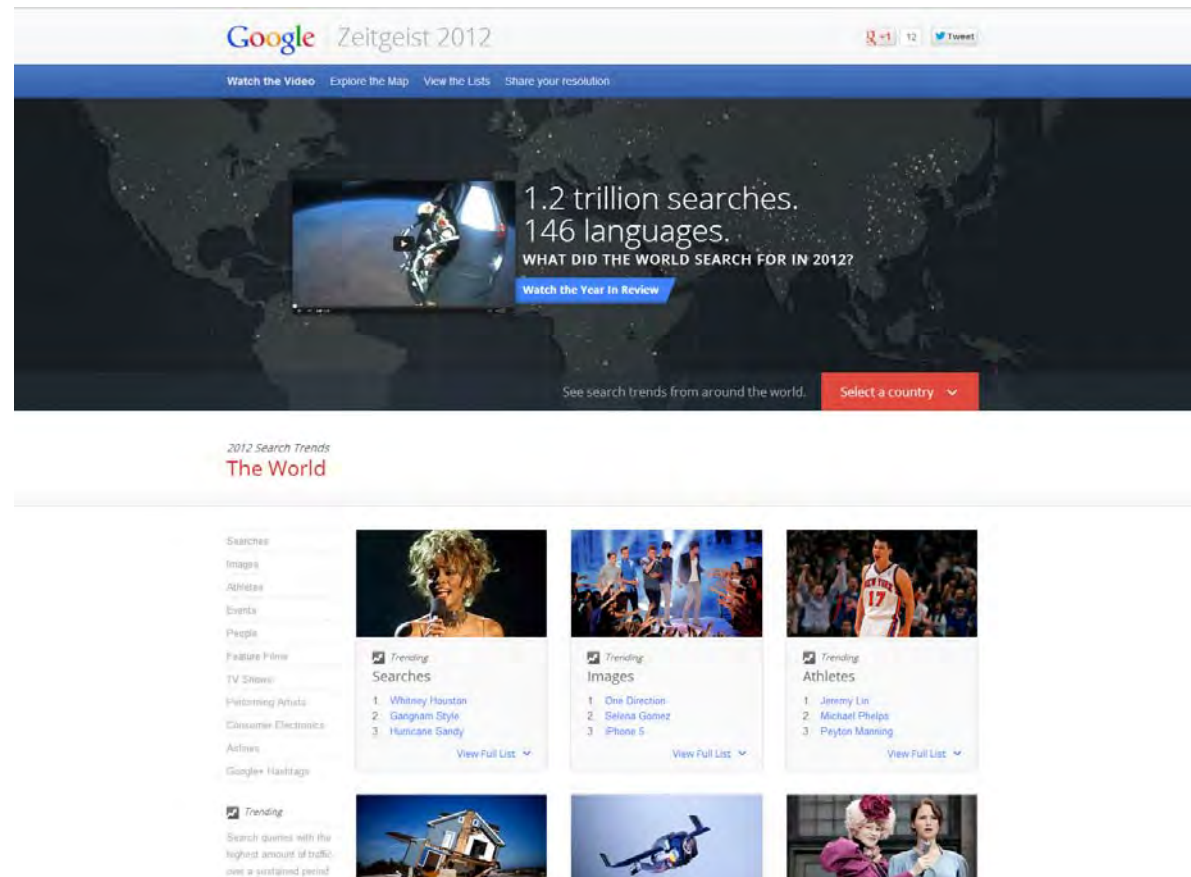 Google Zeitgeist 2012
+1 12 Tweet
Watch the Video Explore the Map View the Lists Share your resolution
1.2 trillion searches.
146 languages.
WHAT DID THE WORLD SEARCH FOR IN 2012?
Watch the Year In Review
See search trends from around the world. Select a country
2012 Search Trends
The World
Searches
Images
Athletes
Events
People
Feature Films
TV Shows
Performing Artists
Consumer Electronics
Airlines
Google+ Hashtags
Trending
Search queries with the
highest amount of traffic
over a sustained period
Trending
Searches
1 Whitney Houston
2 Gangnam Style
3 Hurricane Sandy
View Full List
Trending
Images
1 One Direction
2 Selena Gomez
3 iPhone 5
View Full List
Trending
Athletes
1 Jeremy Lin
2 Michael Phelps
3 Peyton Manning
View Full List
NEW YORK
17